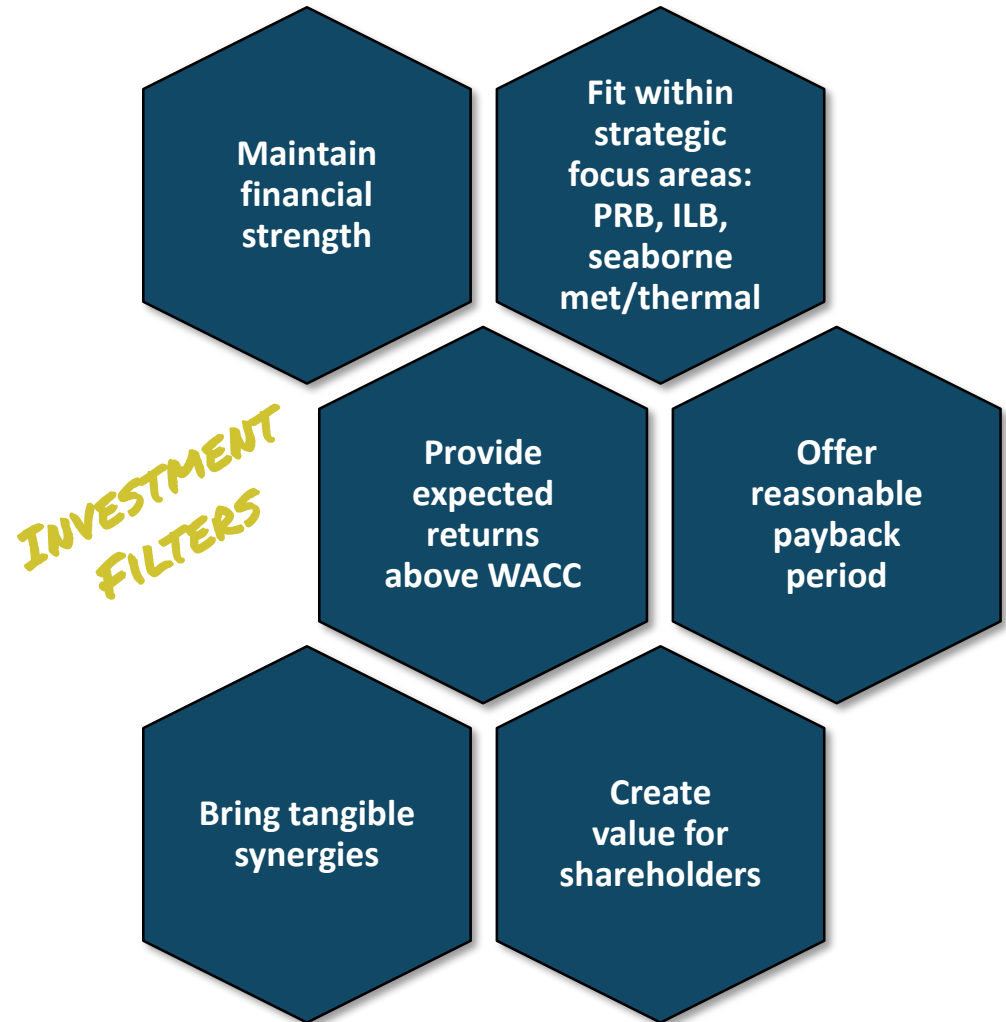 Maintain
financial
strength
Fit within
strategic
focus areas:
PRB, ILB,
seaborne
met/thermal
INVESTMENT
FILTERS
Provide
expected
returns
above WACC
Offer
reasonable
payback
period
Bring tangible
synergies
Create
value for
shareholders